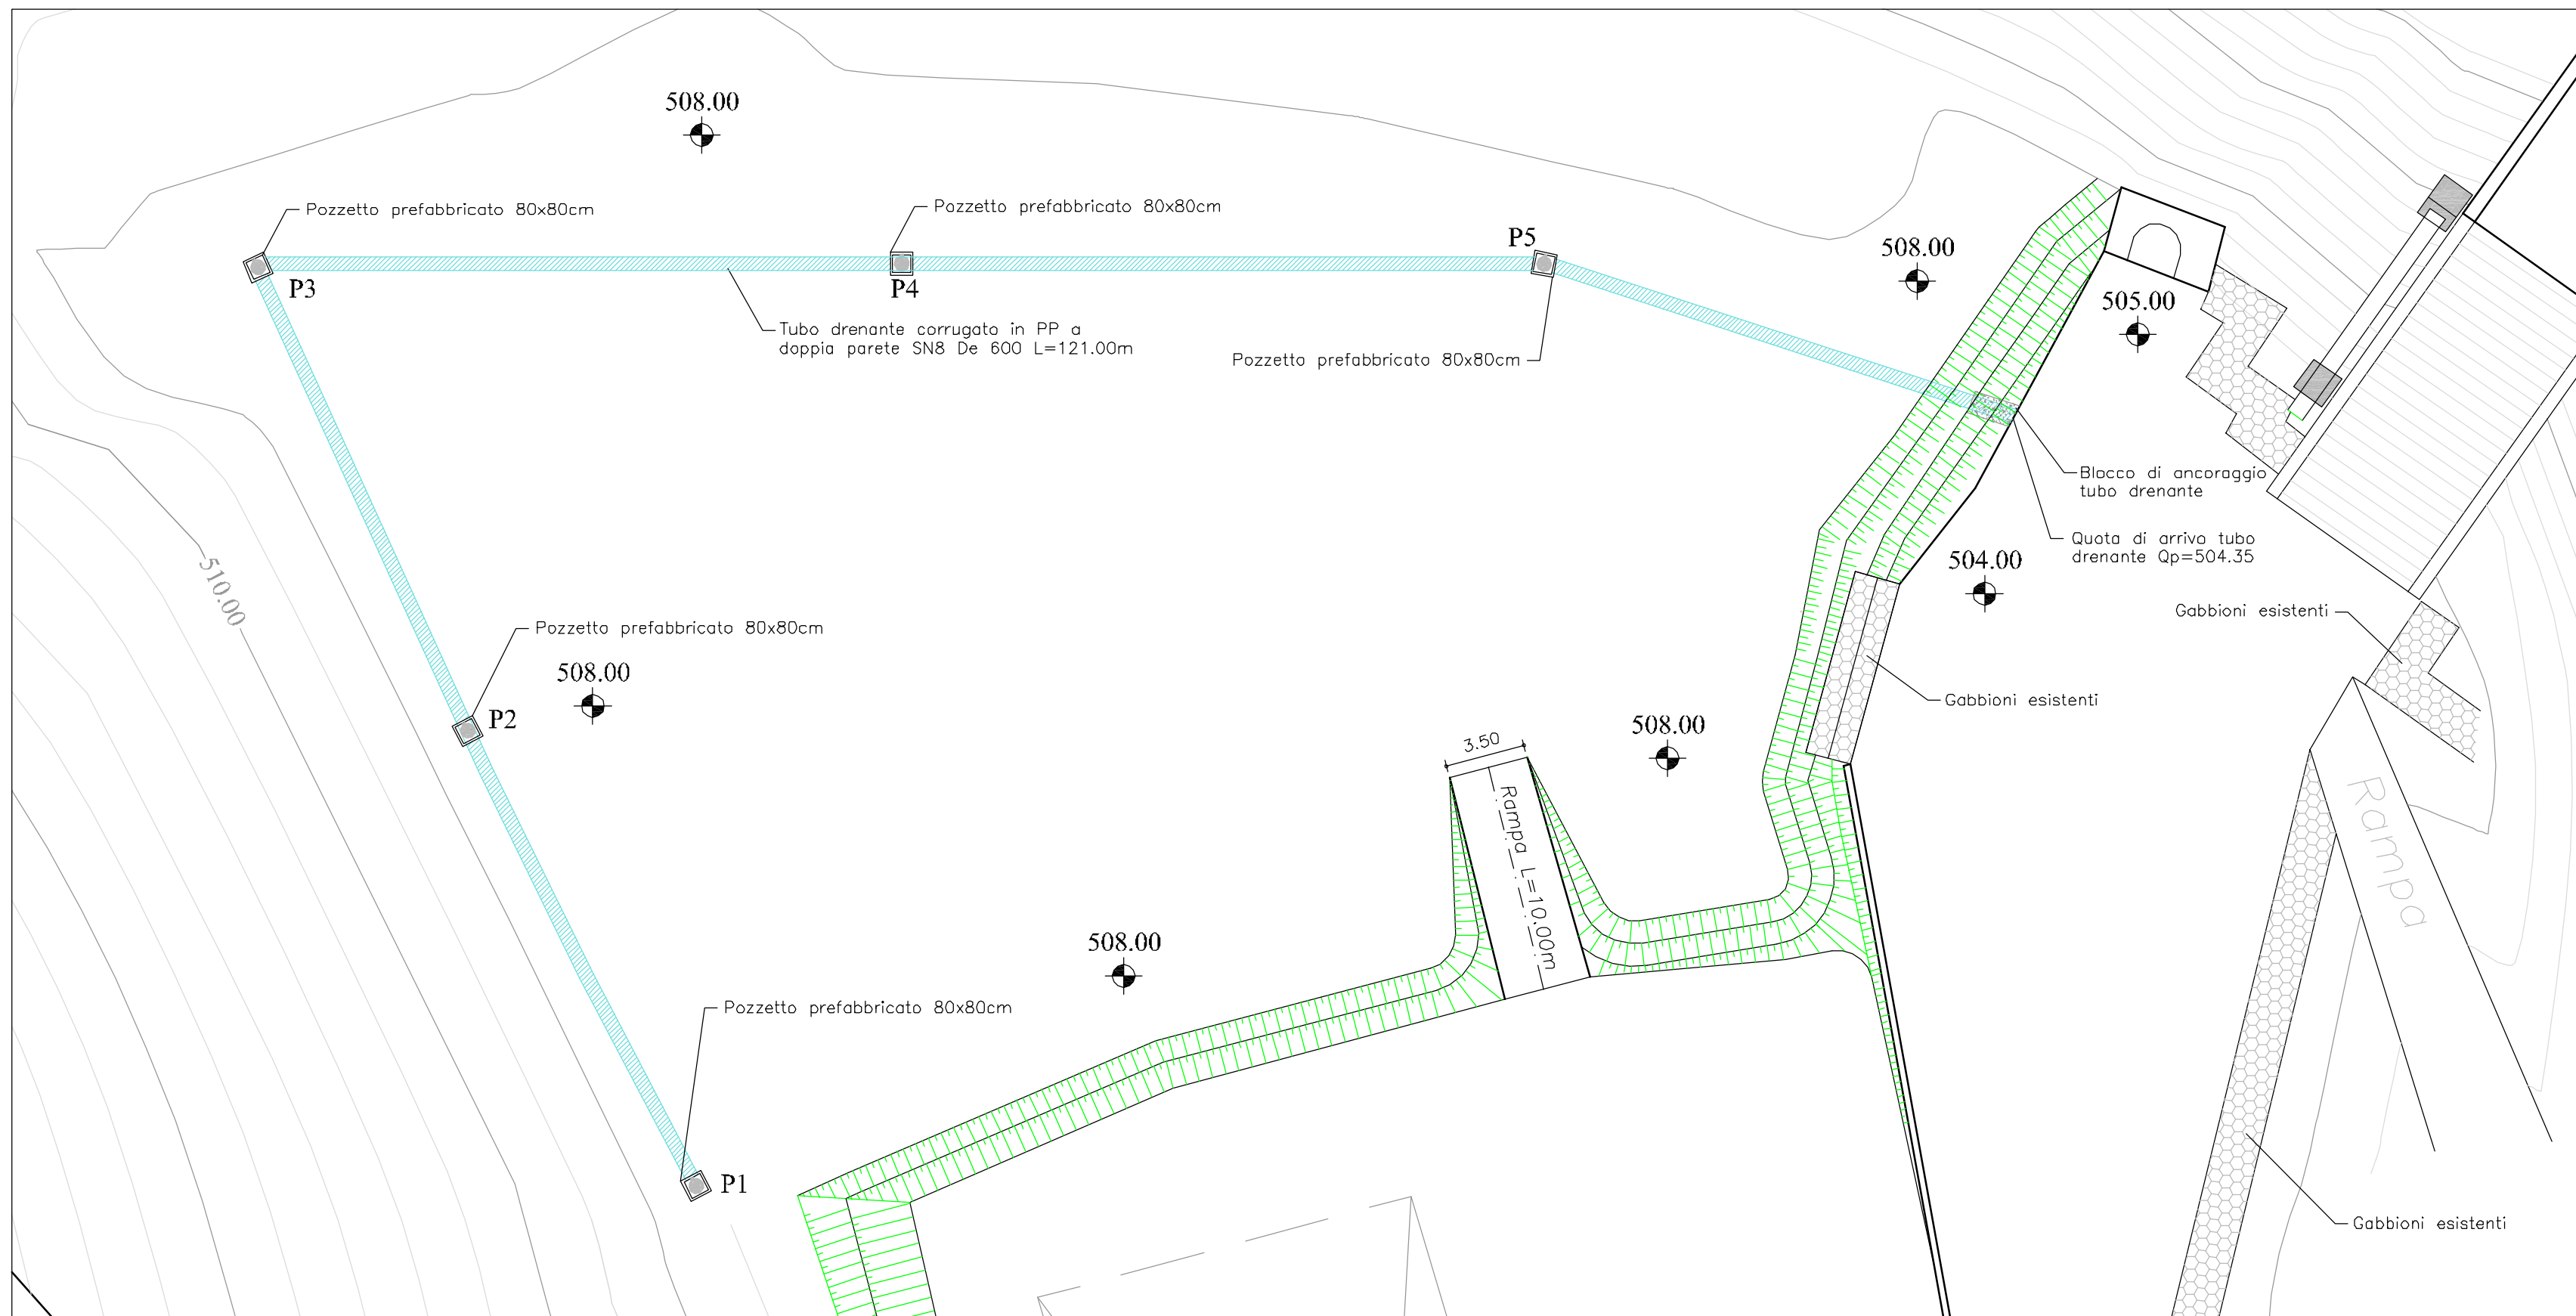 508.00
Pozzetto prefabbricato 80x80cm
Pozzetto prefabbricato 80x80cm
P5
508.00
P3
P4
505.00
Tubo drenante corrugato in PP a
doppia parete SN8 De 600 L=121.00m
Pozzetto prefabbricato 80x80cm
Blocco di ancoraggio
tubo drenante
Quota di arrivo tubo
drenante Qp=504.35
504.00
510.00
Gabbioni esistenti
Pozzetto prefabbricato 80x80cm
508.00
P2
Gabbioni esistenti
508.00
3.50
Rampa L=10.00m
Rampa
508.00
Pozzetto prefabbricato 80x80cm
P1
Gabbioni esistenti